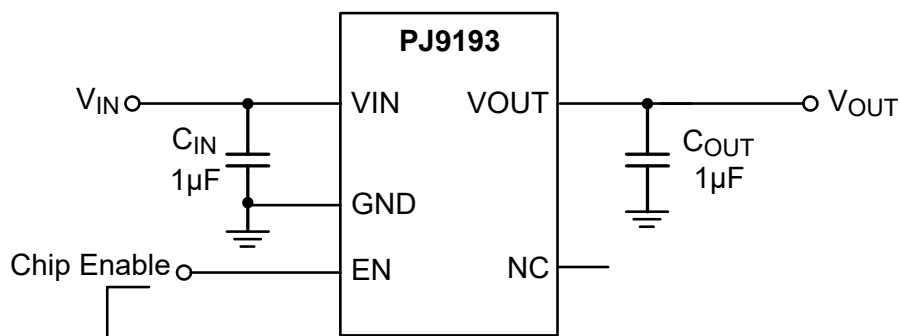 PJ9193
VIN
VIN
VOUT
VOUT
CIN
1µF
COUT
1µF
GND
Chip Enable
EN
NC